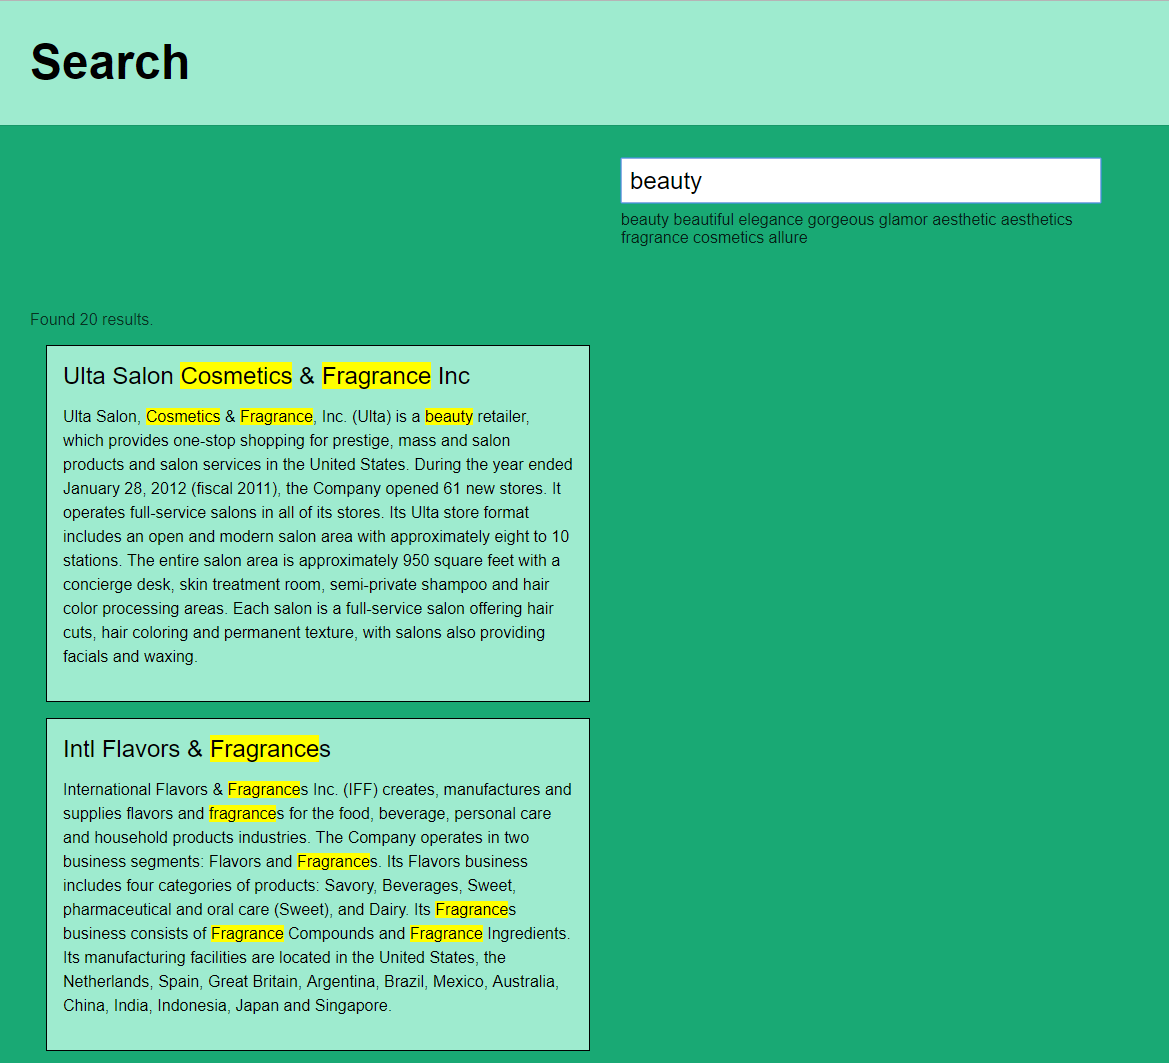 Search
beauty
beauty beautiful elegance gorgeous glamor aesthetic aesthetics
fragrance cosmetics allure
Found 20 results.
Ulta Salon Cosmetics & Fragrance Inc
Ulta Salon, Cosmetics & Fragrance, Inc. (Ulta) is a beauty retailer,
which provides one-stop shopping for prestige, mass and salon
products and salon services in the United States. During the year ended
January 28, 2012 (fiscal 2011), the Company opened 61 new stores. It
operates full-service salons in all of its stores. Its Ulta store format
includes an open and modern salon area with approximately eight to 10
stations. The entire salon area is approximately 950 square feet with a
concierge desk, skin treatment room, semi-private shampoo and hair
color processing areas. Each salon is a full-service salon offering hair
cuts, hair coloring and permanent texture, with salons also providing
facials and waxing.
Intl Flavors & Fragrances
International Flavors & Fragrances Inc. (IFF) creates, manufactures and
supplies flavors and fragrances for the food, beverage, personal care
and household products industries. The Company operates in two
business segments: Flavors and Fragrances. Its Flavors business
includes four categories of products: Savory, Beverages, Sweet,
pharmaceutical and oral care (Sweet), and Dairy. Its Fragrances
business consists of Fragrance Compounds and Fragrance Ingredients.
Its manufacturing facilities are located in the United States, the
Netherlands, Spain, Great Britain, Argentina, Brazil, Mexico, Australia,
China, India, Indonesia, Japan and Singapore.